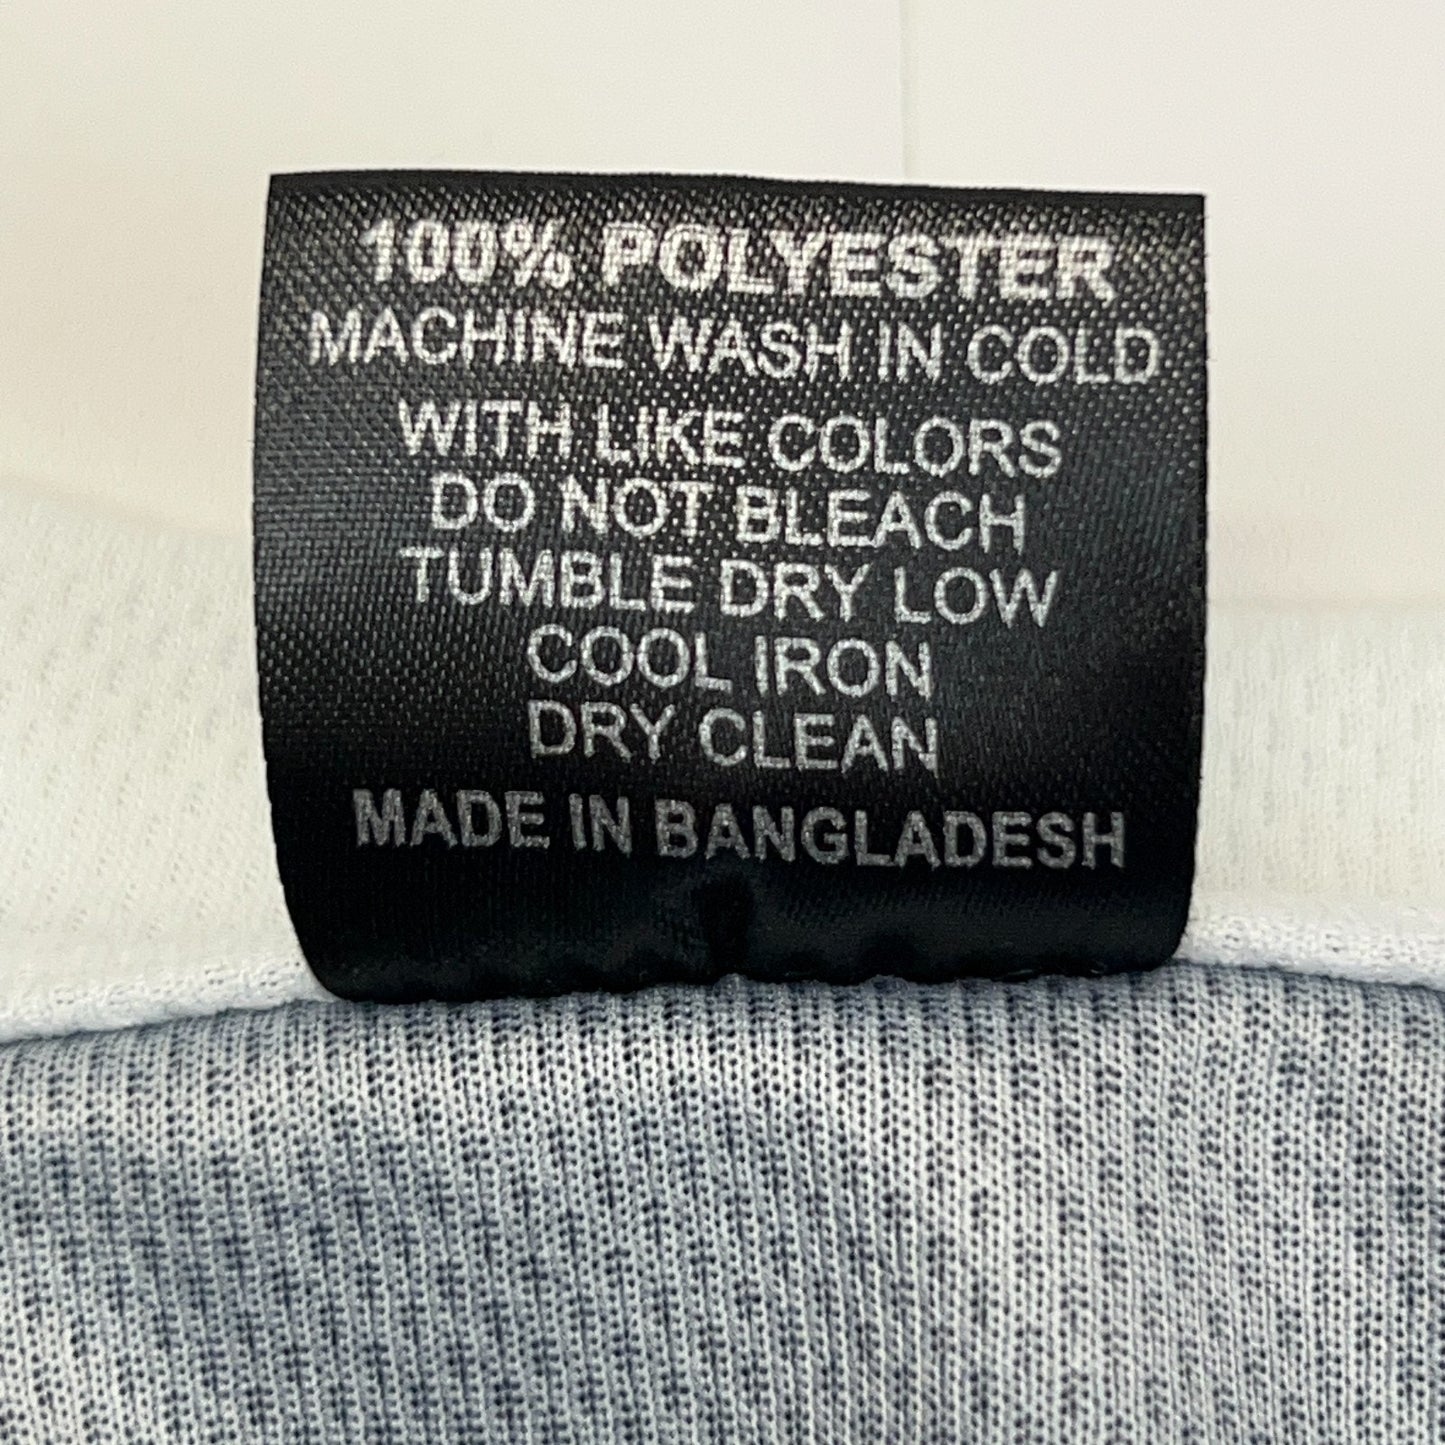 100% POLYESTER
MACHINE WASH IN COLD
WITH LIKE COLORS
DO NOT BLEACH
TUMBLE DRY LOW
COOL IRON
DRY CLEAN
MADE IN BANGLADESH